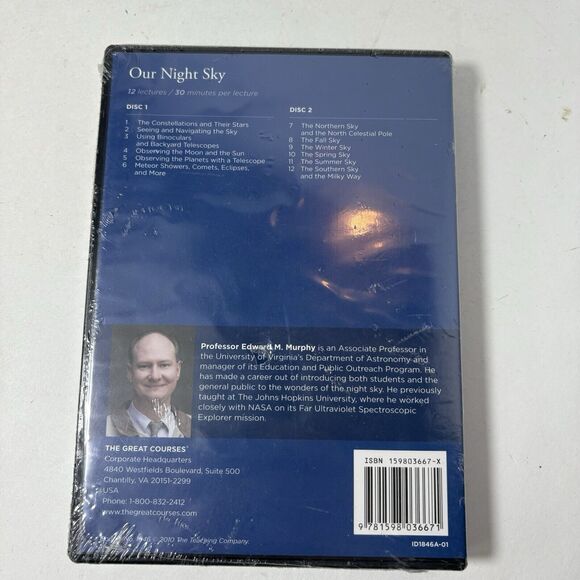 Our Night Sky
12 lectures / 30 minutes per lecture
DISC 1
1 The Constellations and Their Stars
2 Seeing and Navigating the Sky
3 Using Binoculars
and Backyard Telescopes
4 Observing the Moon and the Sun
5 Observing the Planets with a Telescope
6 Meteor Showers, Comets, Eclipses,
and More
DISC 2
7 The Northern Sky
and the North Celestial Pole
8 The Fall Sky
9 The Winter Sky
10 The Spring Sky
11 The Summer Sky
12 The Southern Sky
and the Milky Way
Professor Edward M. Murphy is an Associate Professor in
the University of Virginia's Department of Astronomy and
manager of its Education and Public Outreach Program. He
has made a career out of introducing both students and the
general public to the wonders of the night sky. He previously
taught at The Johns Hopkins University, where he worked
closely with NASA on its Far Ultraviolet Spectroscopic
Explorer mission.
THE GREAT COURSES®
Corporate Headquarters
4840 Westfields Boulevard, Suite 500
Chantilly, VA 20151-2299
USA
Phone: 1-800-832-2412
www.thegreatcourses.com
© 2010 The Teaching Company.
ISBN 159803667-X
9 781598 036671
ID1846A-01